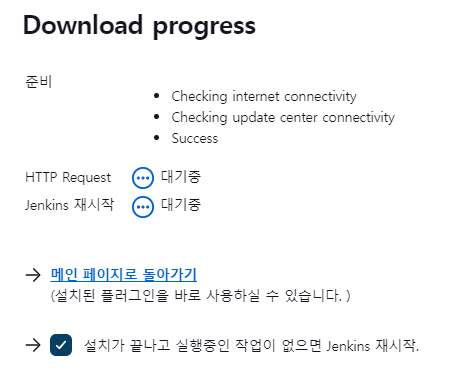 Download progress
준비
Checking internet connectivity
Checking update center connectivity
Success
HTTP Request 대기중
Jenkins 재시작 대기중
메인 페이지로 돌아가기
(설치된 플러그인을 바로 사용하실 수 있습니다. )
설치가 끝나고 실행중인 작업이 없으면 Jenkins 재시작.